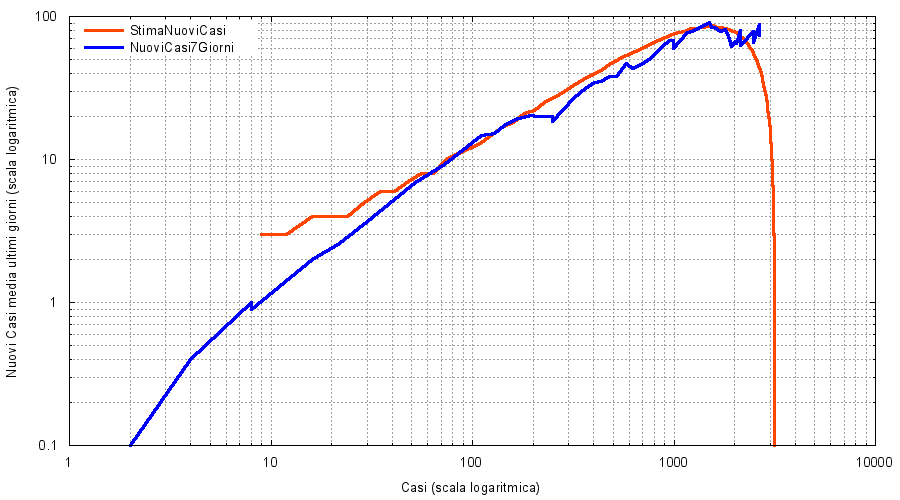 100
StimaNuoviCasi
NuoviCasi7Giorni
10
1
0.1
Nuovi Casi media ultimi giorni (scala logaritmica)
1
10
100
1000
10000
Casi (scala logaritmica)